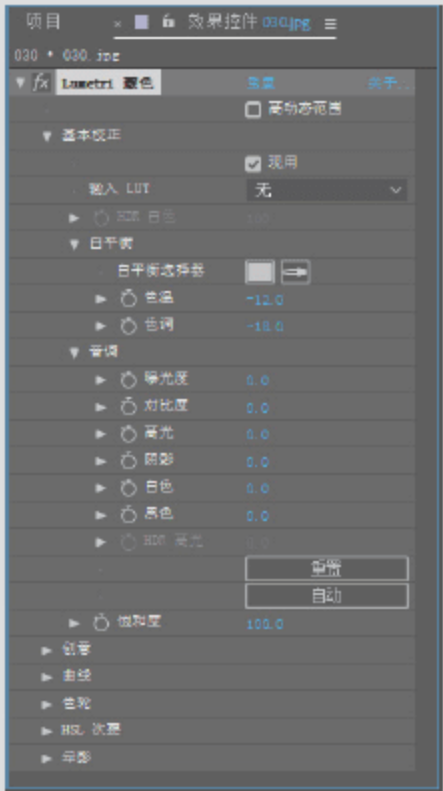 项目 × 效果控件 030.jpg ≡
030 * 030.jpg
fx Lumetri 颜色 重置 关于...
高动态范围
基本校正
现用
输入 LUT 无
HDR 白色 100
白平衡
白平衡选择器
色温 -12.0
色调 -18.0
音调
曝光度 0.0
对比度 0.0
高光 0.0
阴影 0.0
白色 0.0
黑色 0.0
HDR 高光 0.0
重置
自动
饱和度 100.0
创意
曲线
色轮
HSL 次要
晕影